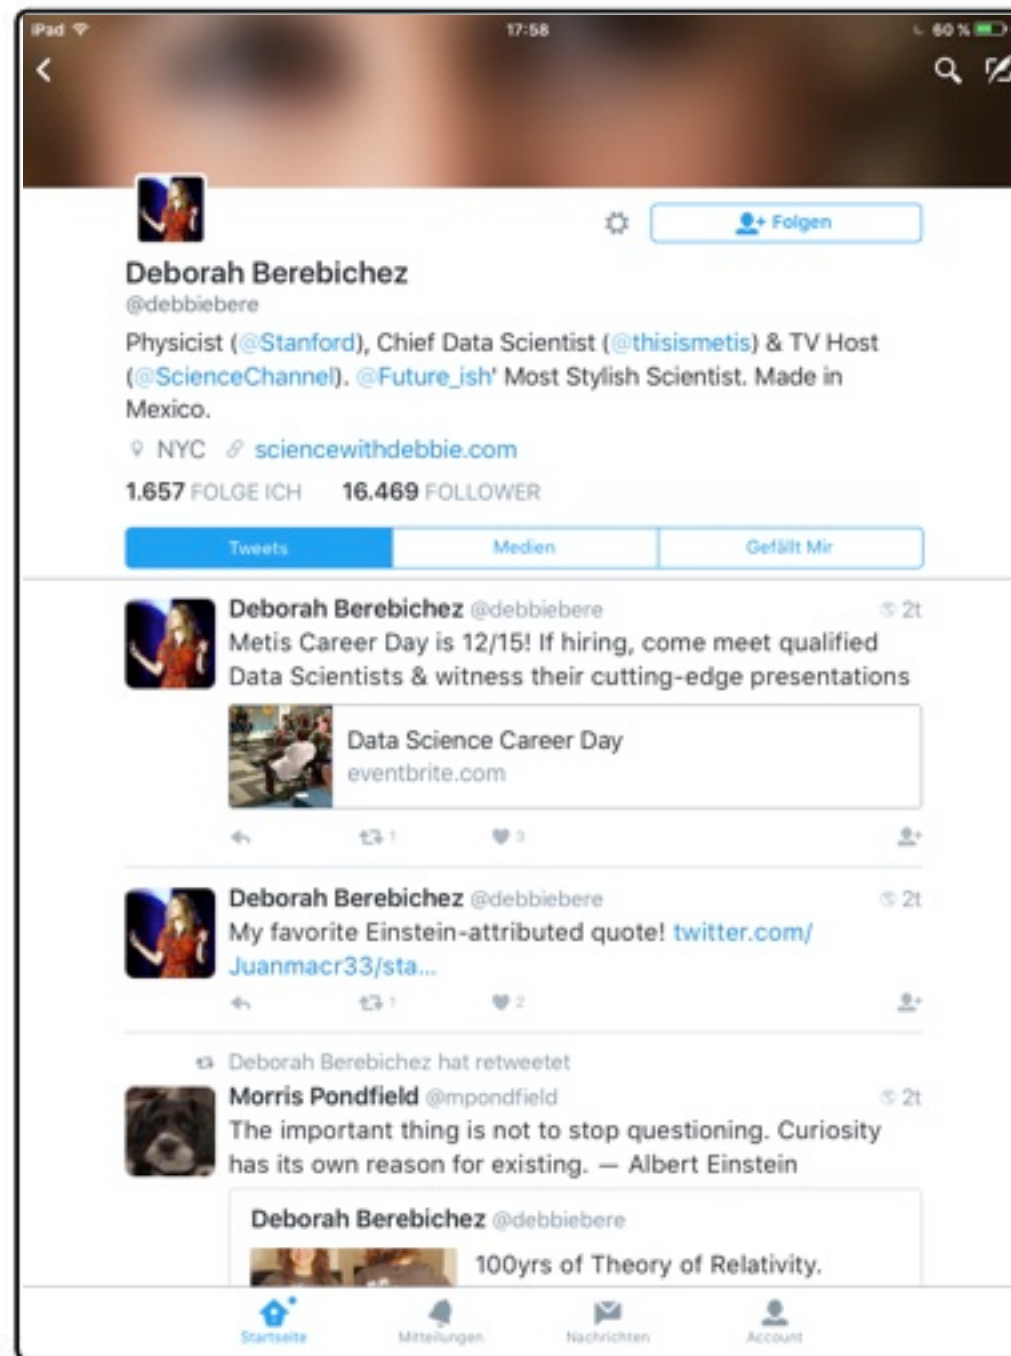 iPad 17:58 60 %
Folgen
Deborah Berebichez
@debbiebere
Physicist (@Stanford), Chief Data Scientist (@thisismetis) & TV Host
(@ScienceChannel). @Future_ish' Most Stylish Scientist. Made in
Mexico.
NYC sciencewithdebbie.com
1.657 FOLGE ICH 16.469 FOLLOWER
Tweets Medien Gefällt Mir
Deborah Berebichez @debbiebere 2t
Metis Career Day is 12/15! If hiring, come meet qualified
Data Scientists & witness their cutting-edge presentations
Data Science Career Day
eventbrite.com
1 3
Deborah Berebichez @debbiebere 2t
My favorite Einstein-attributed quote! twitter.com/
Juanmacr33/sta...
1 2
Deborah Berebichez hat retweetet
Morris Pondfield @mpondfield 2t
The important thing is not to stop questioning. Curiosity
has its own reason for existing. — Albert Einstein
Deborah Berebichez @debbiebere
100yrs of Theory of Relativity.
Startseite Mitteilungen Nachrichten Account